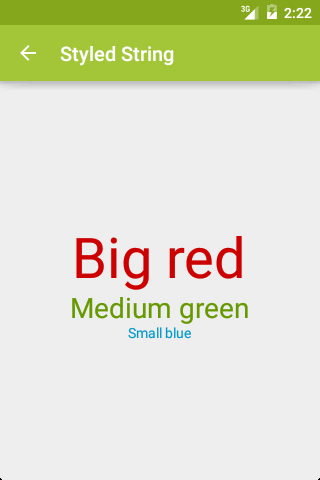 3G 2:22
Styled String
Big red
Medium green
Small blue